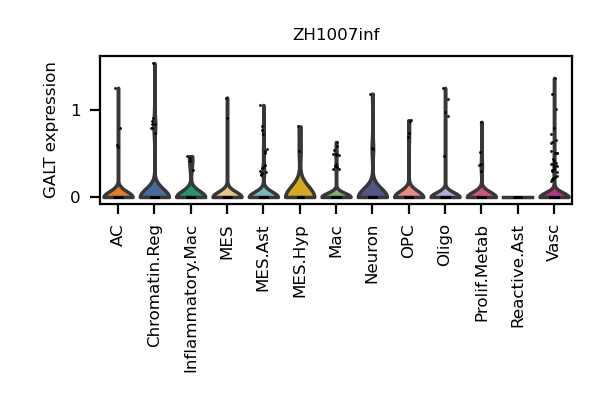 ZH1007inf
GALT expression
1
0
AC
Chromatin.Reg
Inflammatory.Mac
MES
MES.Ast
MES.Hyp
Mac
Neuron
OPC
Oligo
Prolif.Metab
Reactive.Ast
Vasc